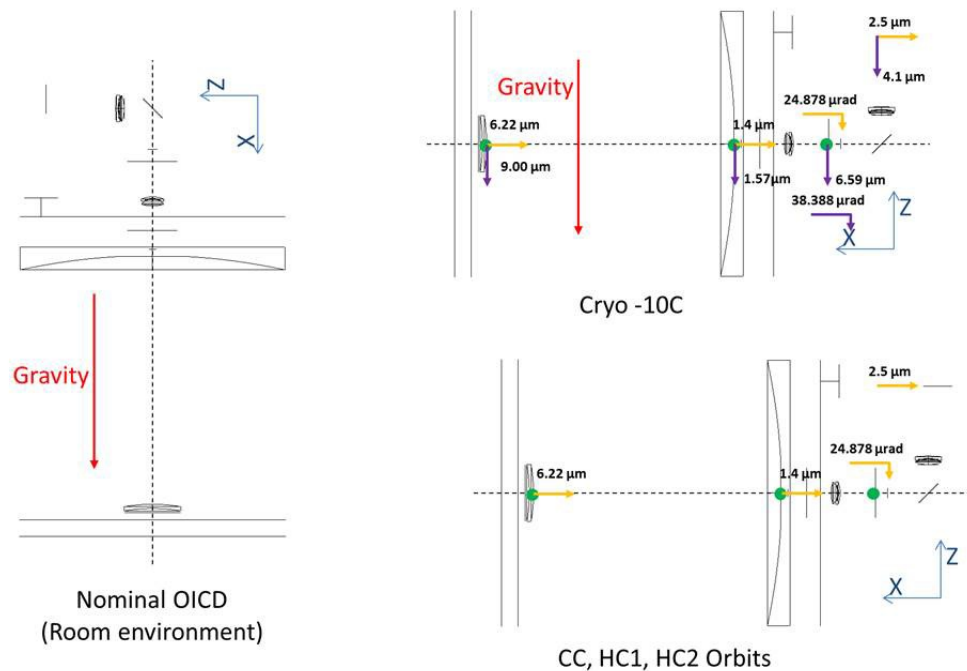 Z
X
Gravity
Nominal OICD
(Room environment)
2.5 µm
4.1 µm
Gravity
24.878 µrad
6.22 µm
1.4 µm
9.00 µm
1.57µm
6.59 µm
38.388 µrad
Z
X
Cryo -10C
2.5 µm
24.878 µrad
6.22 µm
1.4 µm
Z
X
CC, HC1, HC2 Orbits